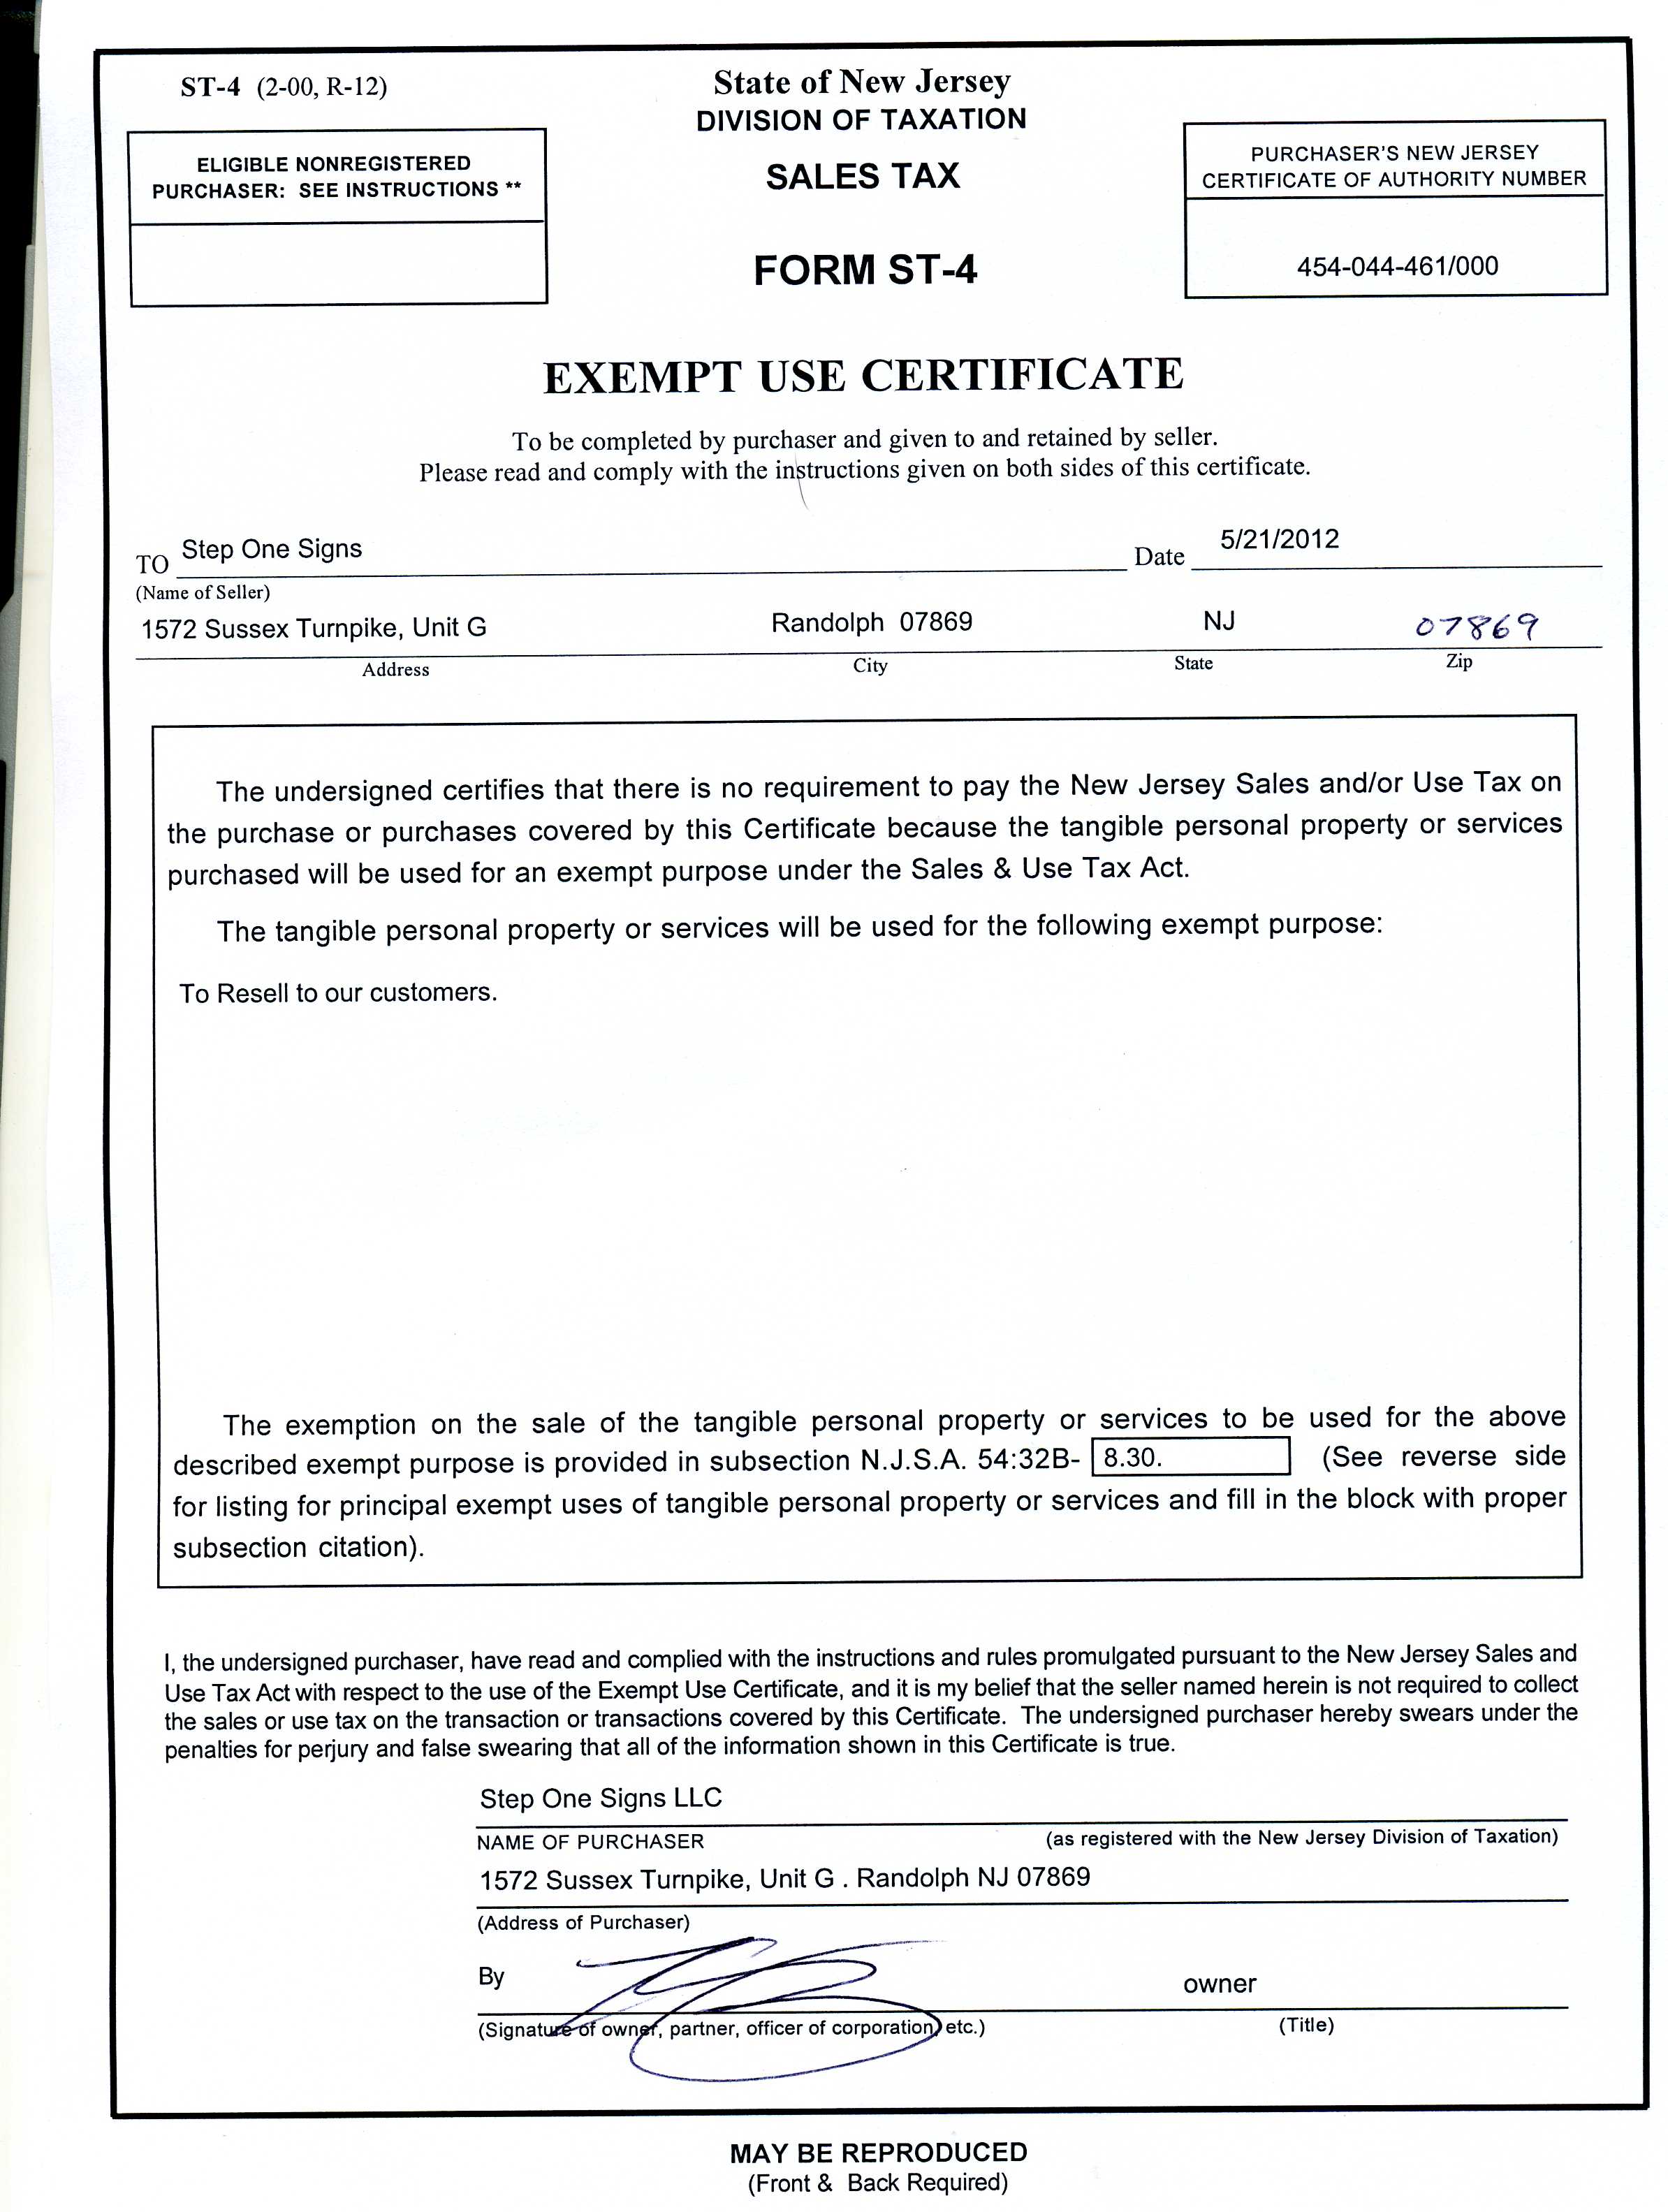 ST-4 (2-00, R-12)
State of New Jersey
DIVISION OF TAXATION
SALES TAX
FORM ST-4
ELIGIBLE NONREGISTERED
PURCHASER: SEE INSTRUCTIONS **
PURCHASER'S NEW JERSEY
CERTIFICATE OF AUTHORITY NUMBER
454-044-461/000
EXEMPT USE CERTIFICATE
To be completed by purchaser and given to and retained by seller.
Please read and comply with the instructions given on both sides of this certificate.
TO Step One Signs Date 5/21/2012
(Name of Seller)
1572 Sussex Turnpike, Unit G Randolph 07869 NJ 07869
Address City State Zip
The undersigned certifies that there is no requirement to pay the New Jersey Sales and/or Use Tax on
the purchase or purchases covered by this Certificate because the tangible personal property or services
purchased will be used for an exempt purpose under the Sales & Use Tax Act.
The tangible personal property or services will be used for the following exempt purpose:
To Resell to our customers.
The exemption on the sale of the tangible personal property or services to be used for the above
described exempt purpose is provided in subsection N.J.S.A. 54:32B- 8.30. (See reverse side
for listing for principal exempt uses of tangible personal property or services and fill in the block with proper
subsection citation).
I, the undersigned purchaser, have read and complied with the instructions and rules promulgated pursuant to the New Jersey Sales and
Use Tax Act with respect to the use of the Exempt Use Certificate, and it is my belief that the seller named herein is not required to collect
the sales or use tax on the transaction or transactions covered by this Certificate. The undersigned purchaser hereby swears under the
penalties for perjury and false swearing that all of the information shown in this Certificate is true.
Step One Signs LLC
NAME OF PURCHASER (as registered with the New Jersey Division of Taxation)
1572 Sussex Turnpike, Unit G . Randolph NJ 07869
(Address of Purchaser)
By owner
(Signature of owner, partner, officer of corporation, etc.) (Title)
MAY BE REPRODUCED
(Front & Back Required)